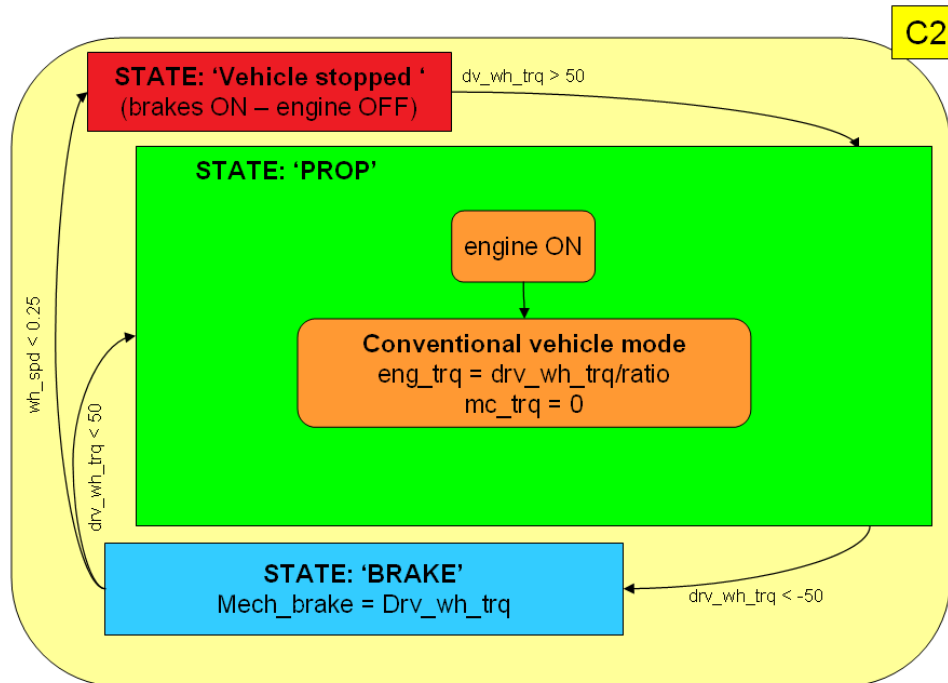 C2
STATE: ‘Vehicle stopped ‘
(brakes ON – engine OFF)
dv_wh_trq > 50
STATE: ‘PROP’
engine ON
Conventional vehicle mode
eng_trq = drv_wh_trq/ratio
mc_trq = 0
wh_spd < 0.25
drv_wh_trq < 50
STATE: ‘BRAKE’
Mech_brake = Drv_wh_trq
drv_wh_trq < -50